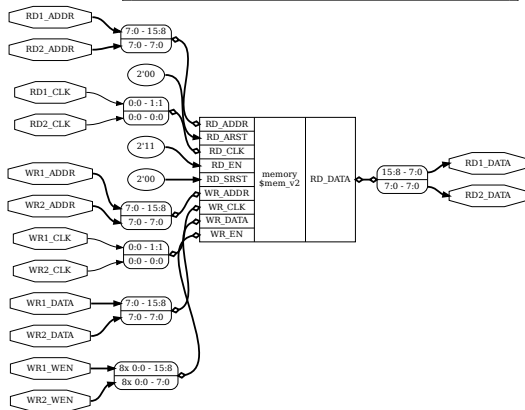 RD1_ADDR
RD2_ADDR
7:0 - 15:8
7:0 - 7:0
2'00
RD1_CLK
RD2_CLK
0:0 - 1:1
0:0 - 0:0
2'11
2'00
WR1_ADDR
WR2_ADDR
7:0 - 15:8
7:0 - 7:0
WR1_CLK
WR2_CLK
0:0 - 1:1
0:0 - 0:0
WR1_DATA
WR2_DATA
7:0 - 15:8
7:0 - 7:0
WR1_WEN
WR2_WEN
8x 0:0 - 15:8
8x 0:0 - 7:0
RD_ADDR
RD_ARST
RD_CLK
RD_EN
RD_SRST
WR_ADDR
WR_CLK
WR_DATA
WR_EN
memory
$mem_v2
RD_DATA
15:8 - 7:0
7:0 - 7:0
RD1_DATA
RD2_DATA